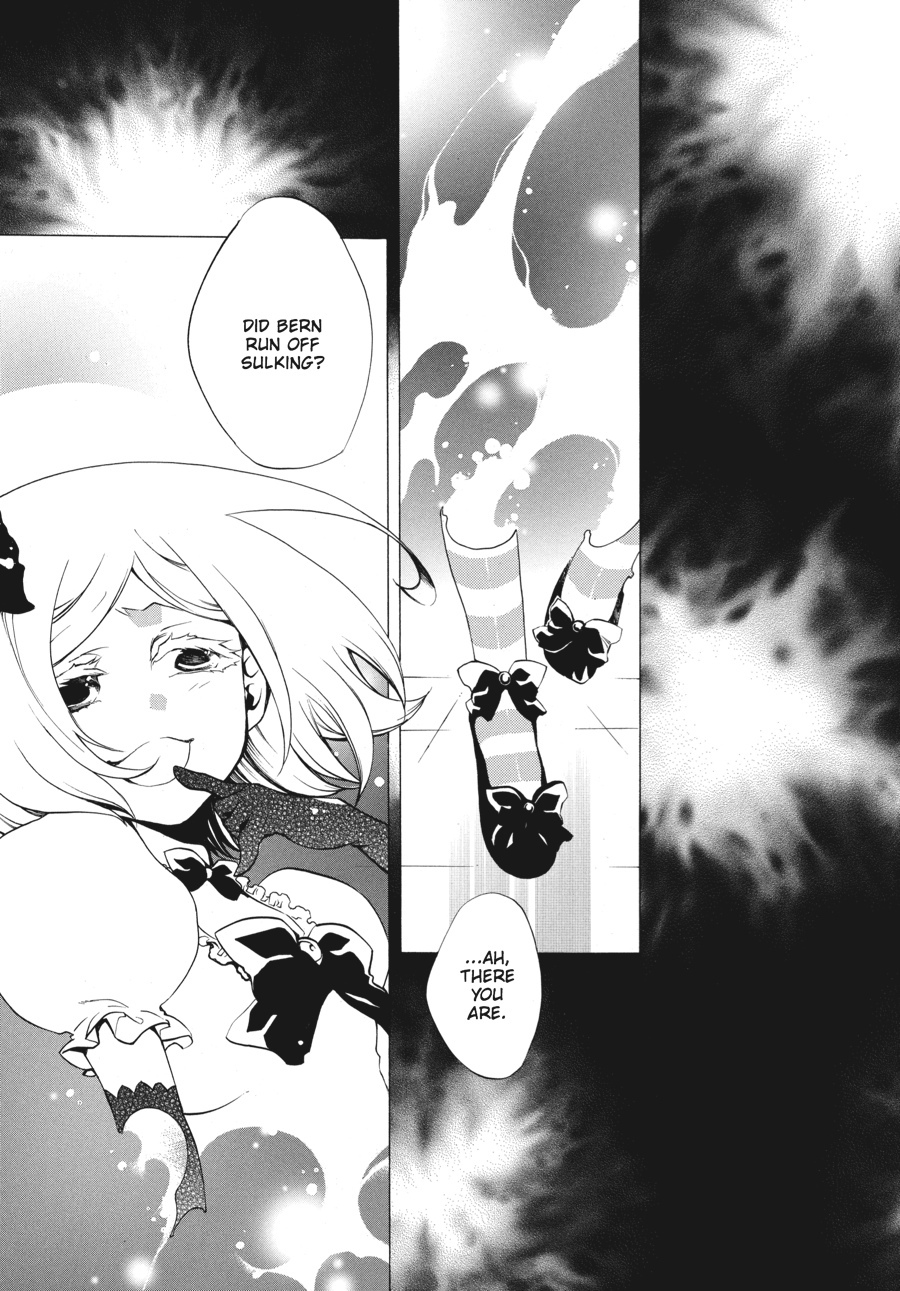 ...AH,
THERE
YOU
ARE.
DID BERN
RUN OFF
SULKING?